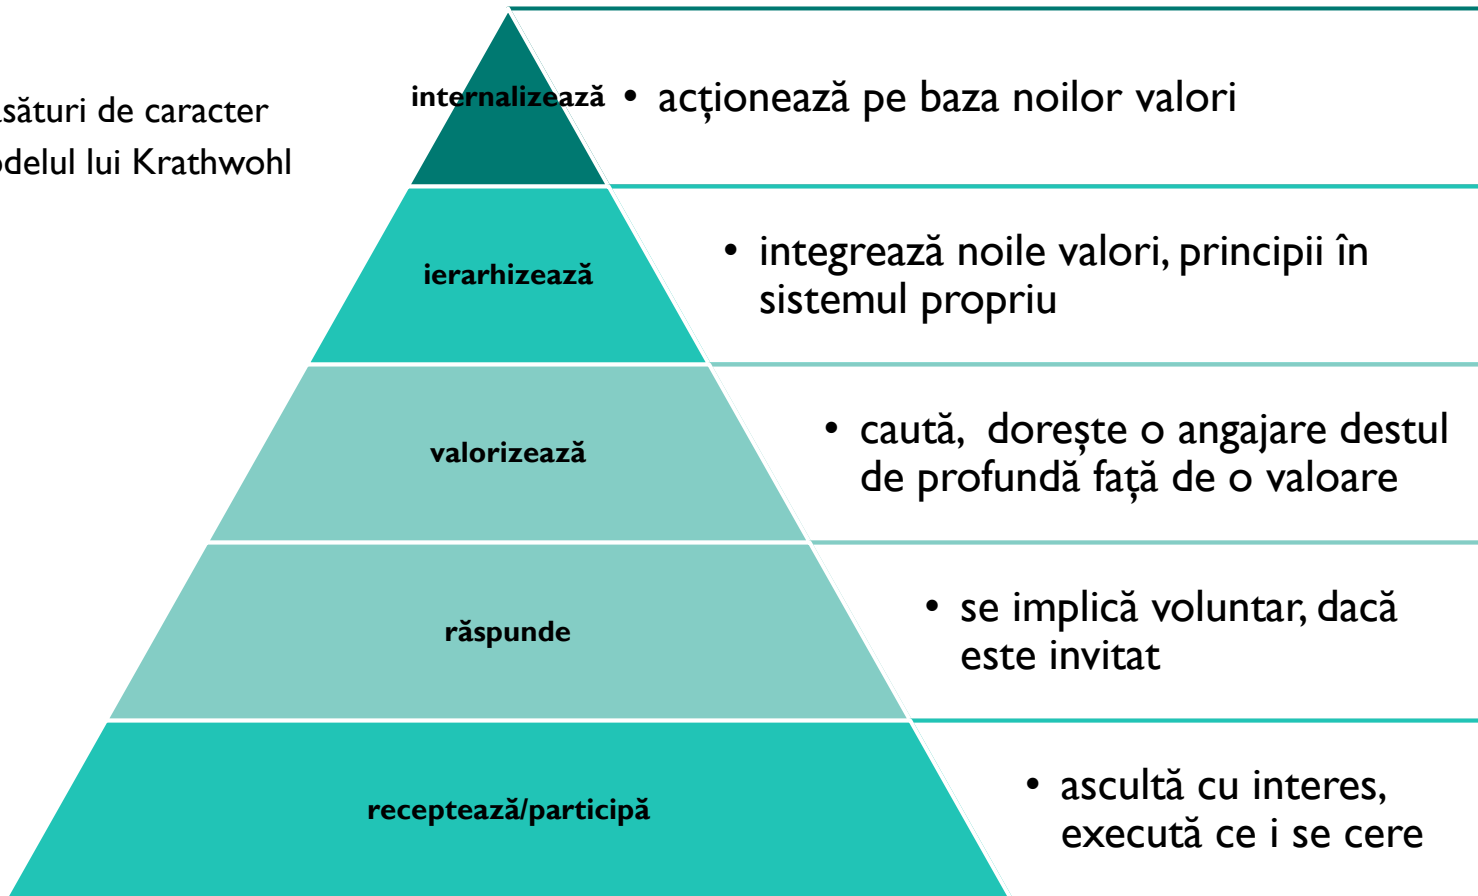 sături de caracter
delul lui Krathwohl
internalizează
• acționează pe baza noilor valori
ierarhizează
• integrează noile valori, principii în
sistemul propriu
valorizează
• caută, dorește o angajare destul
de profundă față de o valoare
răspunde
• se implică voluntar, dacă
este invitat
receptează/participă
• ascultă cu interes,
execută ce i se cere